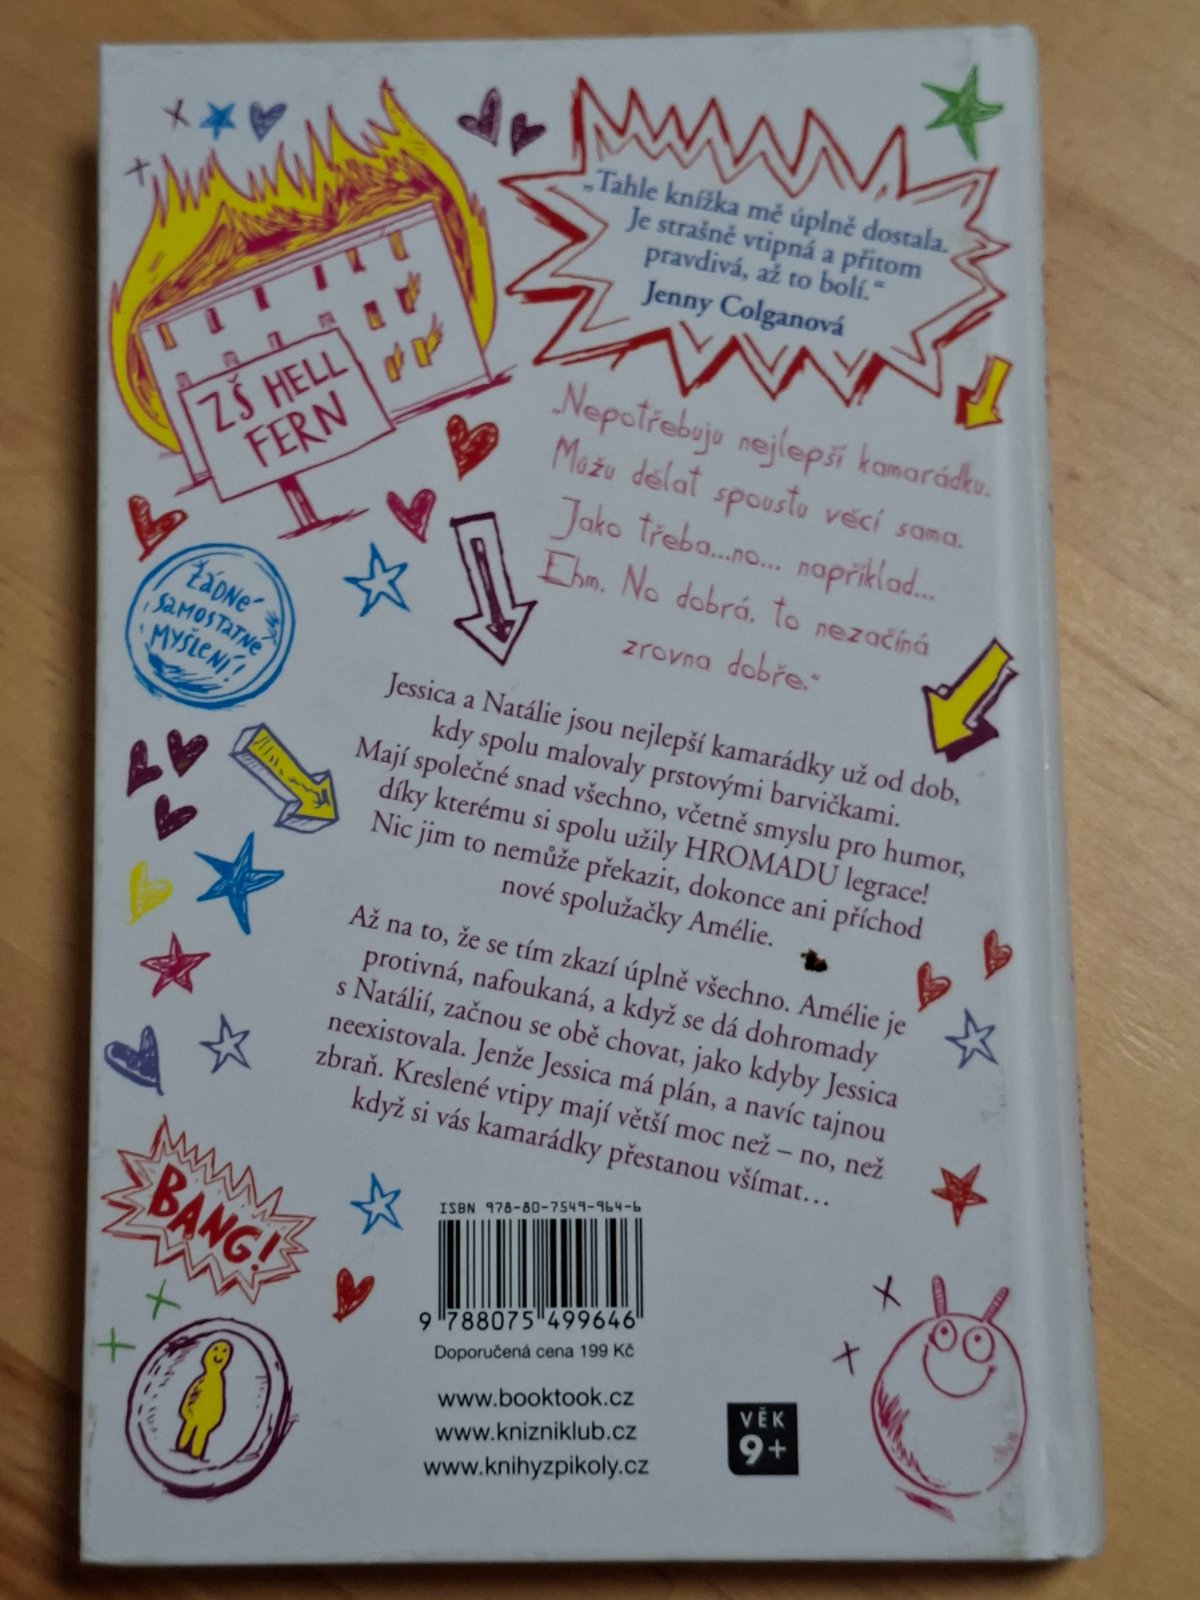 „Tahle knížka mě úplně dostala.
Je strašně vtipná a přitom
pravdivá, až to bolí.“
Jenny Colganová
ZŠ HELL
FERN
„Nepotřebuju nejlepší kamarádku.
Můžu dělat spoustu věcí sama.
Jako třeba...no... například...
Ehm. No dobrá, to nezačíná
zrovna dobře.“
ŽÁDNÉ
SAMOSTATNÉ
MYŠLENÍ!
Jessica a Natálie jsou nejlepší kamarádky už od dob,
kdy spolu malovaly prstovými barvičkami.
Mají společné snad všechno, včetně smyslu pro humor,
díky kterému si spolu užily HROMADU legrace!
Nic jim to nemůže překazit, dokonce ani příchod
nové spolužačky Amélie.
Až na to, že se tím zkazí úplně všechno. Amélie je
protivná, nafoukaná, a když se dá dohromady
s Natálií, začnou se obě chovat, jako kdyby Jessica
neexistovala. Jenže Jessica má plán, a navíc tajnou
zbraň. Kreslené vtipy mají větší moc než – no, než
když si vás kamarádky přestanou všímat…
BANG!
ISBN 978-80-7549-964-6
9 788075 499646
Doporučená cena 199 Kč
www.booktook.cz
www.knizniklub.cz
www.knihyzpikoly.cz
VĚK
9+